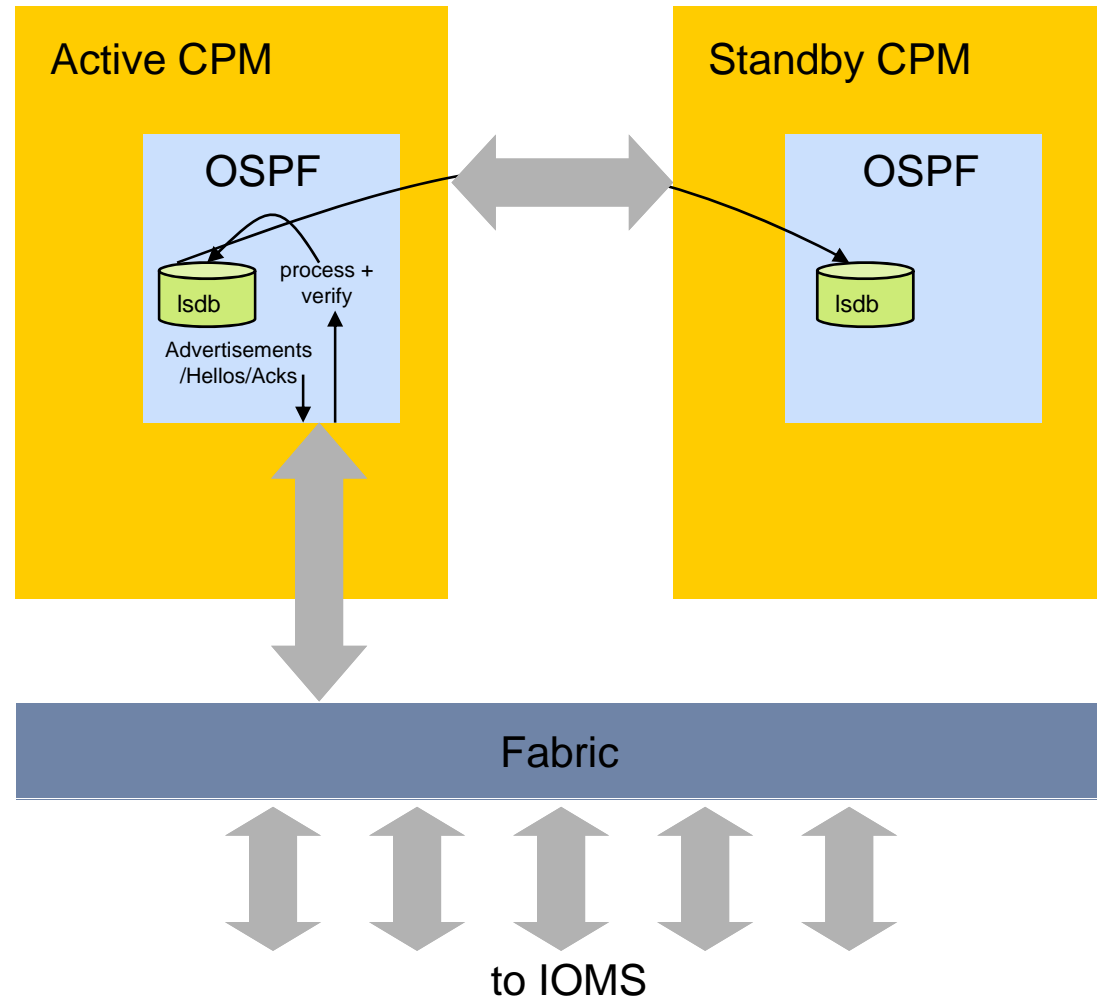 Active CPM
Standby CPM
OSPF
OSPF
process +
verify
lsdb
lsdb
Advertisements
/Hellos/Acks
Fabric
to IOMS